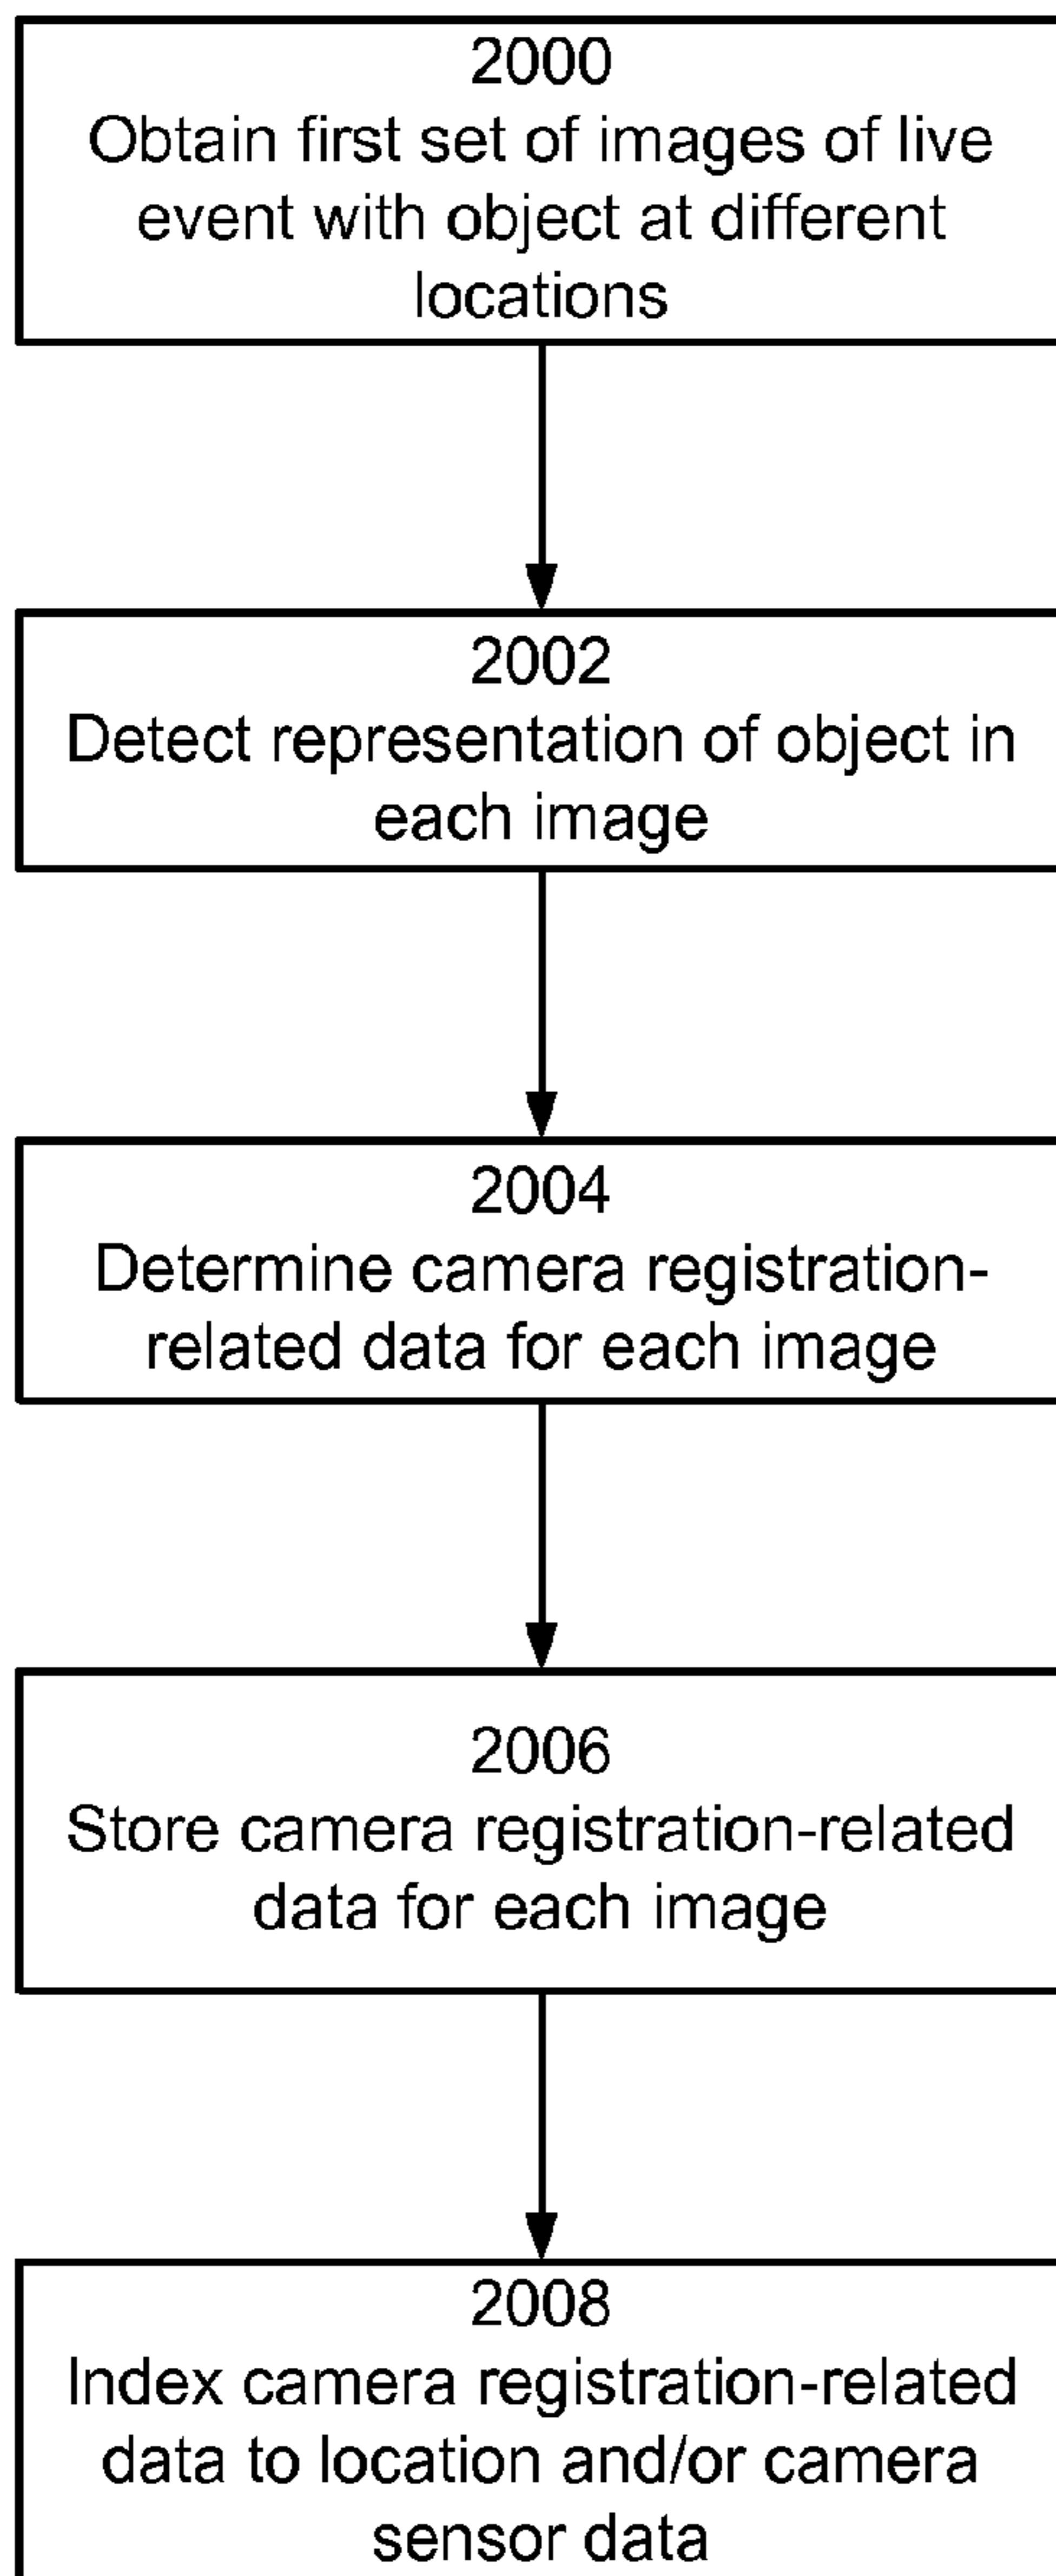 2000
Obtain first set of images of live
event with object at different
locations
2002
Detect representation of object in
each image
2004
Determine camera registration-
related data for each image
2006
Store camera registration-related
data for each image
2008
Index camera registration-related
data to location and/or camera
sensor data